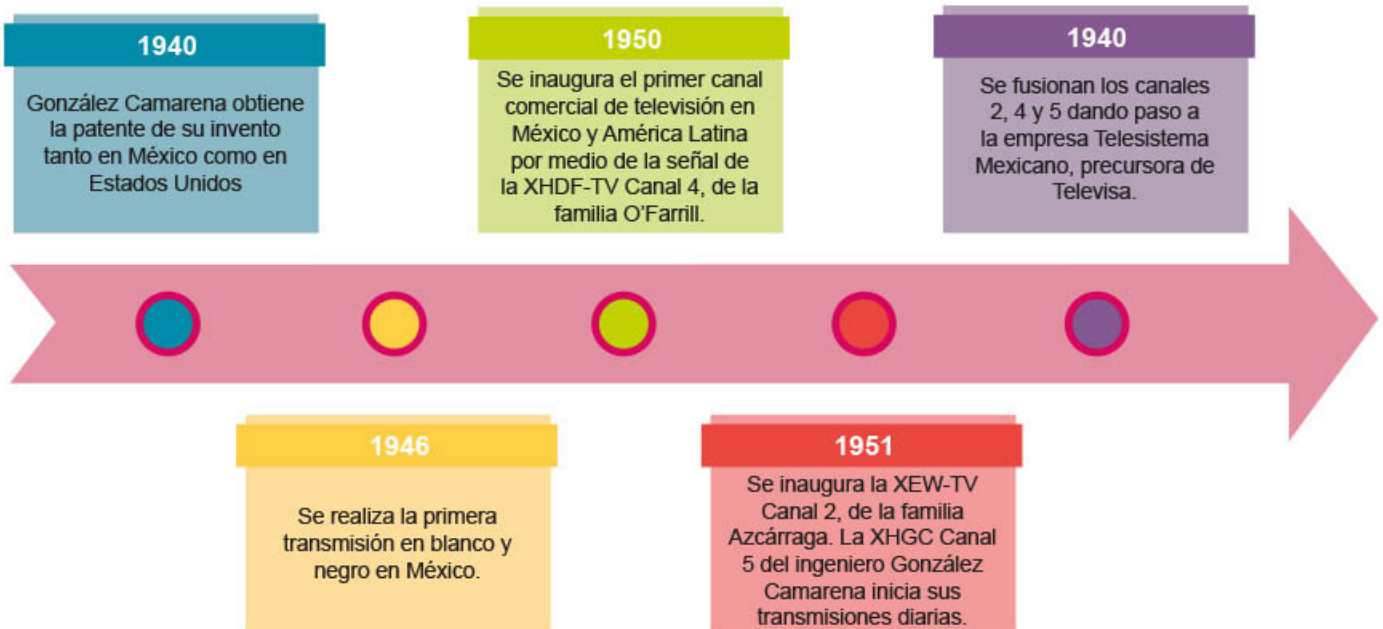 1940
González Camarena obtiene
la patente de su invento
tanto en México como en
Estados Unidos
1946
Se realiza la primera
transmisión en blanco y
negro en México.
1950
Se inaugura el primer canal
comercial de televisión en
México y América Latina
por medio de la señal de
la XHDF-TV Canal 4, de la
familia O'Farrill.
1951
Se inaugura la XEW-TV
Canal 2, de la familia
Azcárraga. La XHGC Canal
5 del ingeniero González
Camarena inicia sus
transmisiones diarias.
1940
Se fusionan los canales
2, 4 y 5 dando paso a
la empresa Telesistema
Mexicano, precursora de
Televisa.